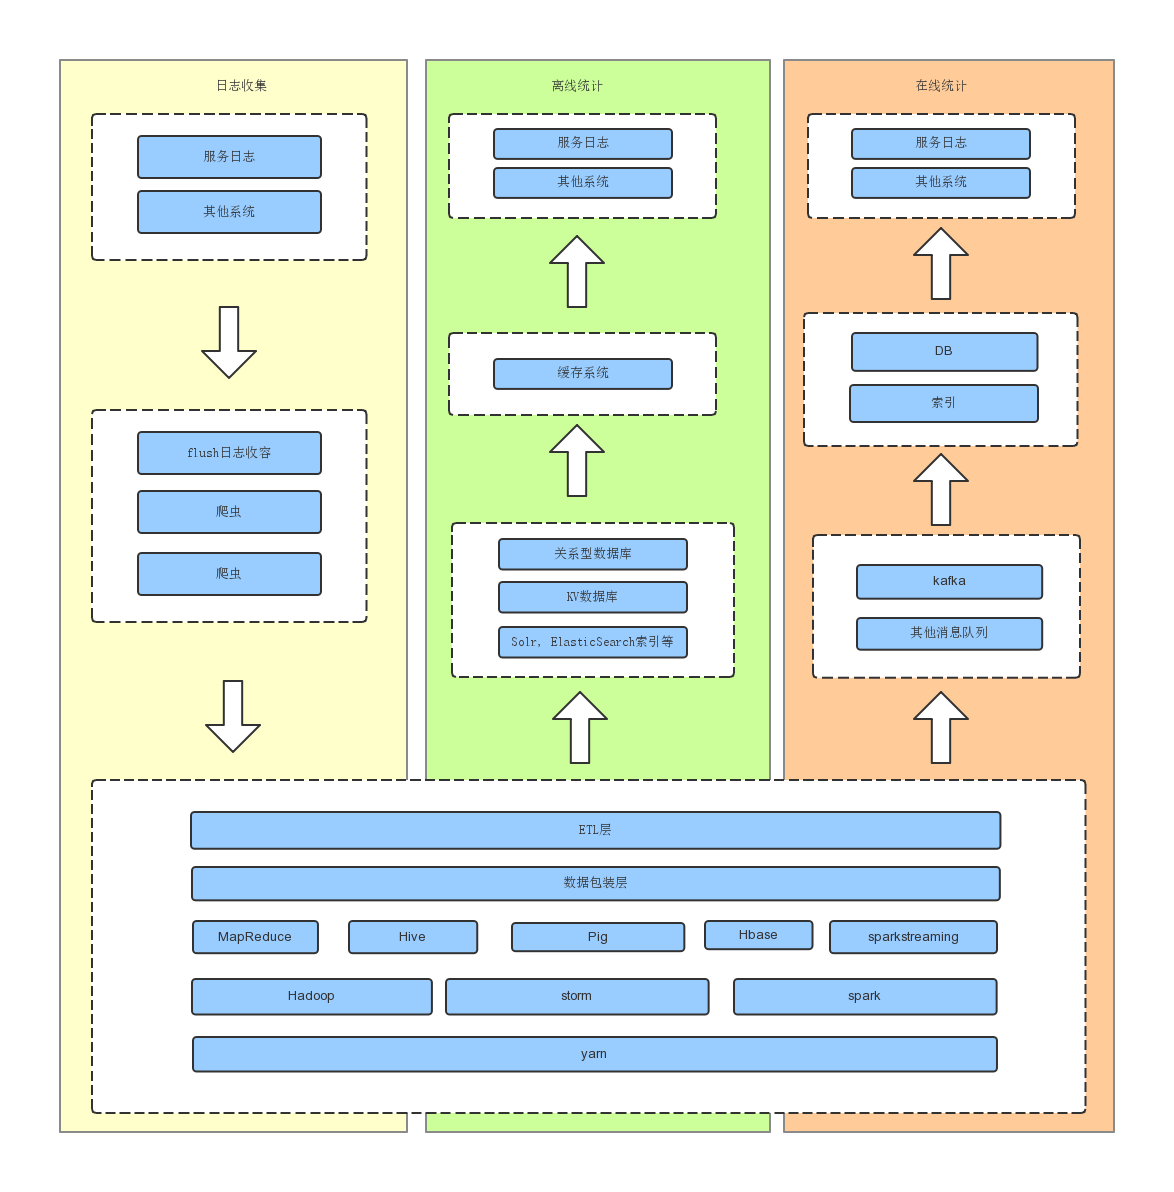 日志收集
服务日志
其他系统
flush日志收容
爬虫
爬虫
离线统计
服务日志
其他系统
缓存系统
关系型数据库
KV数据库
Solr, ElasticSearch索引等
在线统计
服务日志
其他系统
DB
索引
kafka
其他消息队列
ETL层
数据包装层
MapReduce
Hive
Pig
Hbase
sparkstreaming
Hadoop
storm
spark
yarn